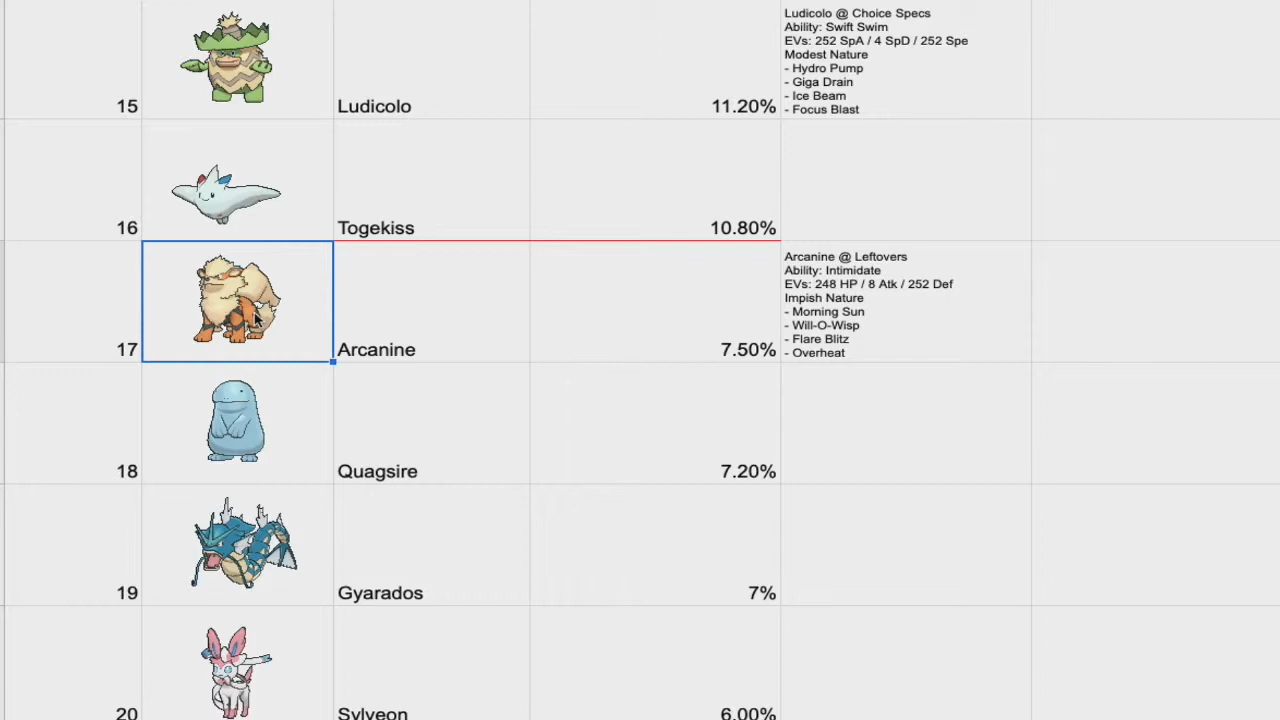 Ludicolo @ Choice Specs
Ability: Swift Swim
EVs: 252 SpA / 4 SpD / 252 Spe
Modest Nature
- Hydro Pump
- Giga Drain
- Ice Beam
- Focus Blast
15 Ludicolo 11.20%
16 Togekiss 10.80%
Arcanine @ Leftovers
Ability: Intimidate
EVs: 248 HP / 8 Atk / 252 Def
Impish Nature
- Morning Sun
- Will-O-Wisp
- Flare Blitz
- Overheat
17 Arcanine 7.50%
18 Quagsire 7.20%
19 Gyarados 7%
20 Sylveon 6.00%